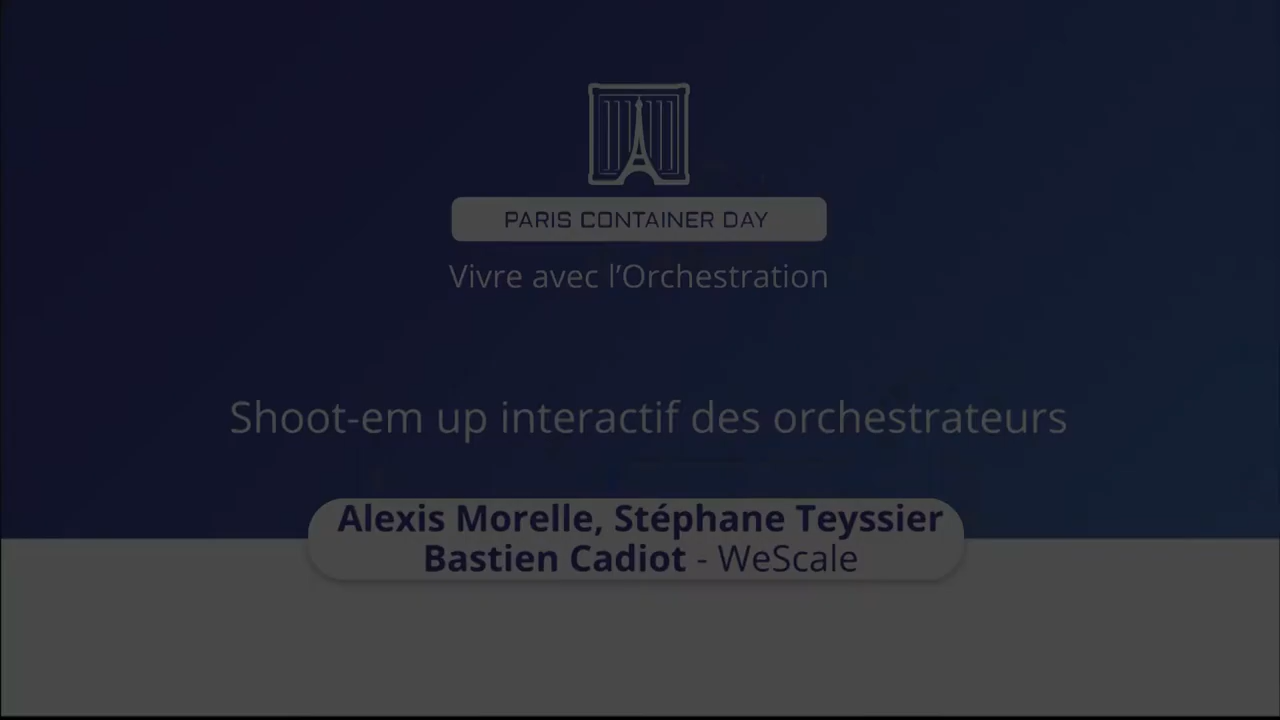 PARIS CONTAINER DAY
Vivre avec l’Orchestration
Shoot-em up interactif des orchestrateurs
Alexis Morelle, Stéphane Teyssier
Bastien Cadiot - WeScale